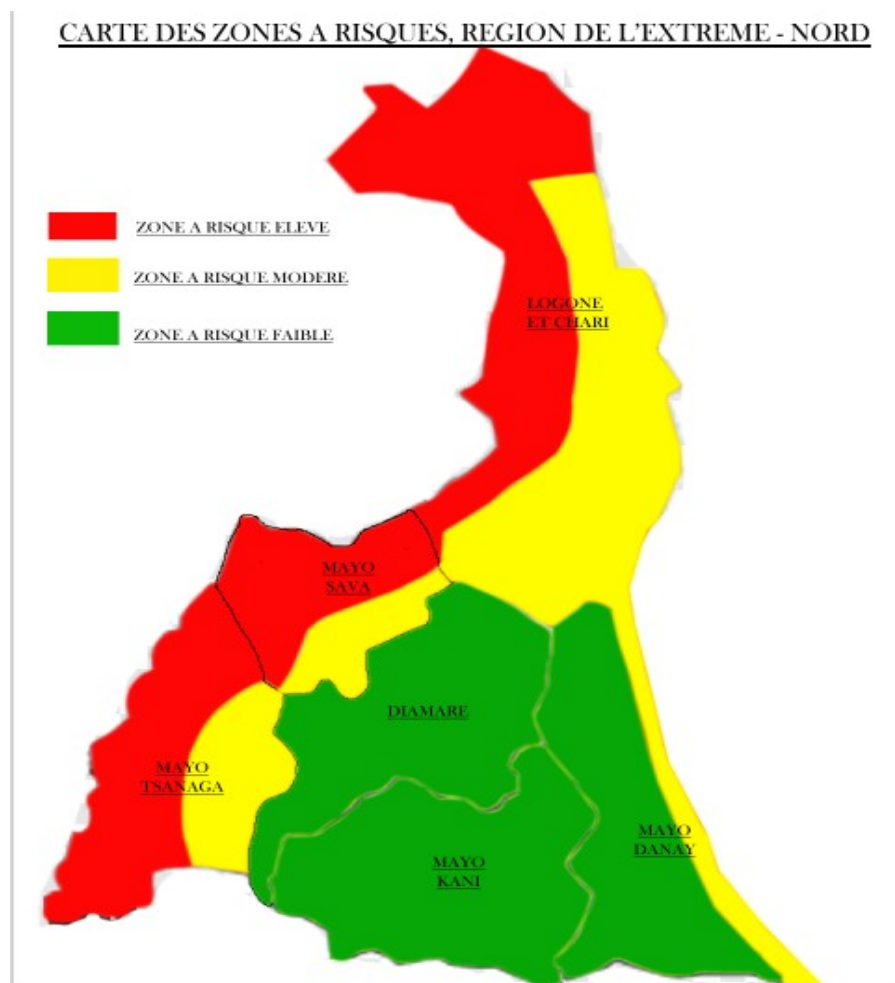 CARTE DES ZONES A RISQUES, REGION DE L'EXTREME - NORD
ZONE A RISQUE ELEVE
ZONE A RISQUE MODERE
ZONE A RISQUE FAIBLE
LOGONE
ET CHARI
MAYO
SAVA
DIAMARE
MAYO
TSANAGA
MAYO
DANAY
MAYO
KANI